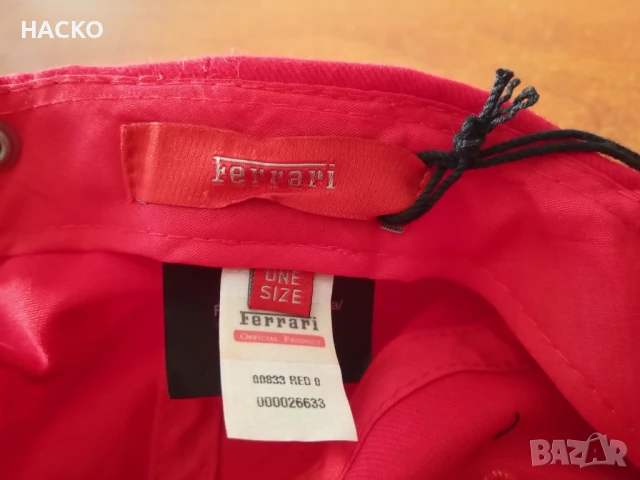 HACKO
Ferrari
ONE
SIZE
Ferrari
OFFICIAL PRODUCT
00833 RED 0
000026633
BAZAR